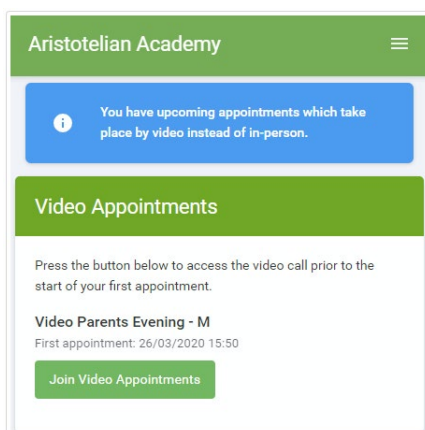 Aristotelian Academy
You have upcoming appointments which take
place by video instead of in-person.
Video Appointments
Press the button below to access the video call prior to the
start of your first appointment.
Video Parents Evening - M
First appointment: 26/03/2020 15:50
Join Video Appointments